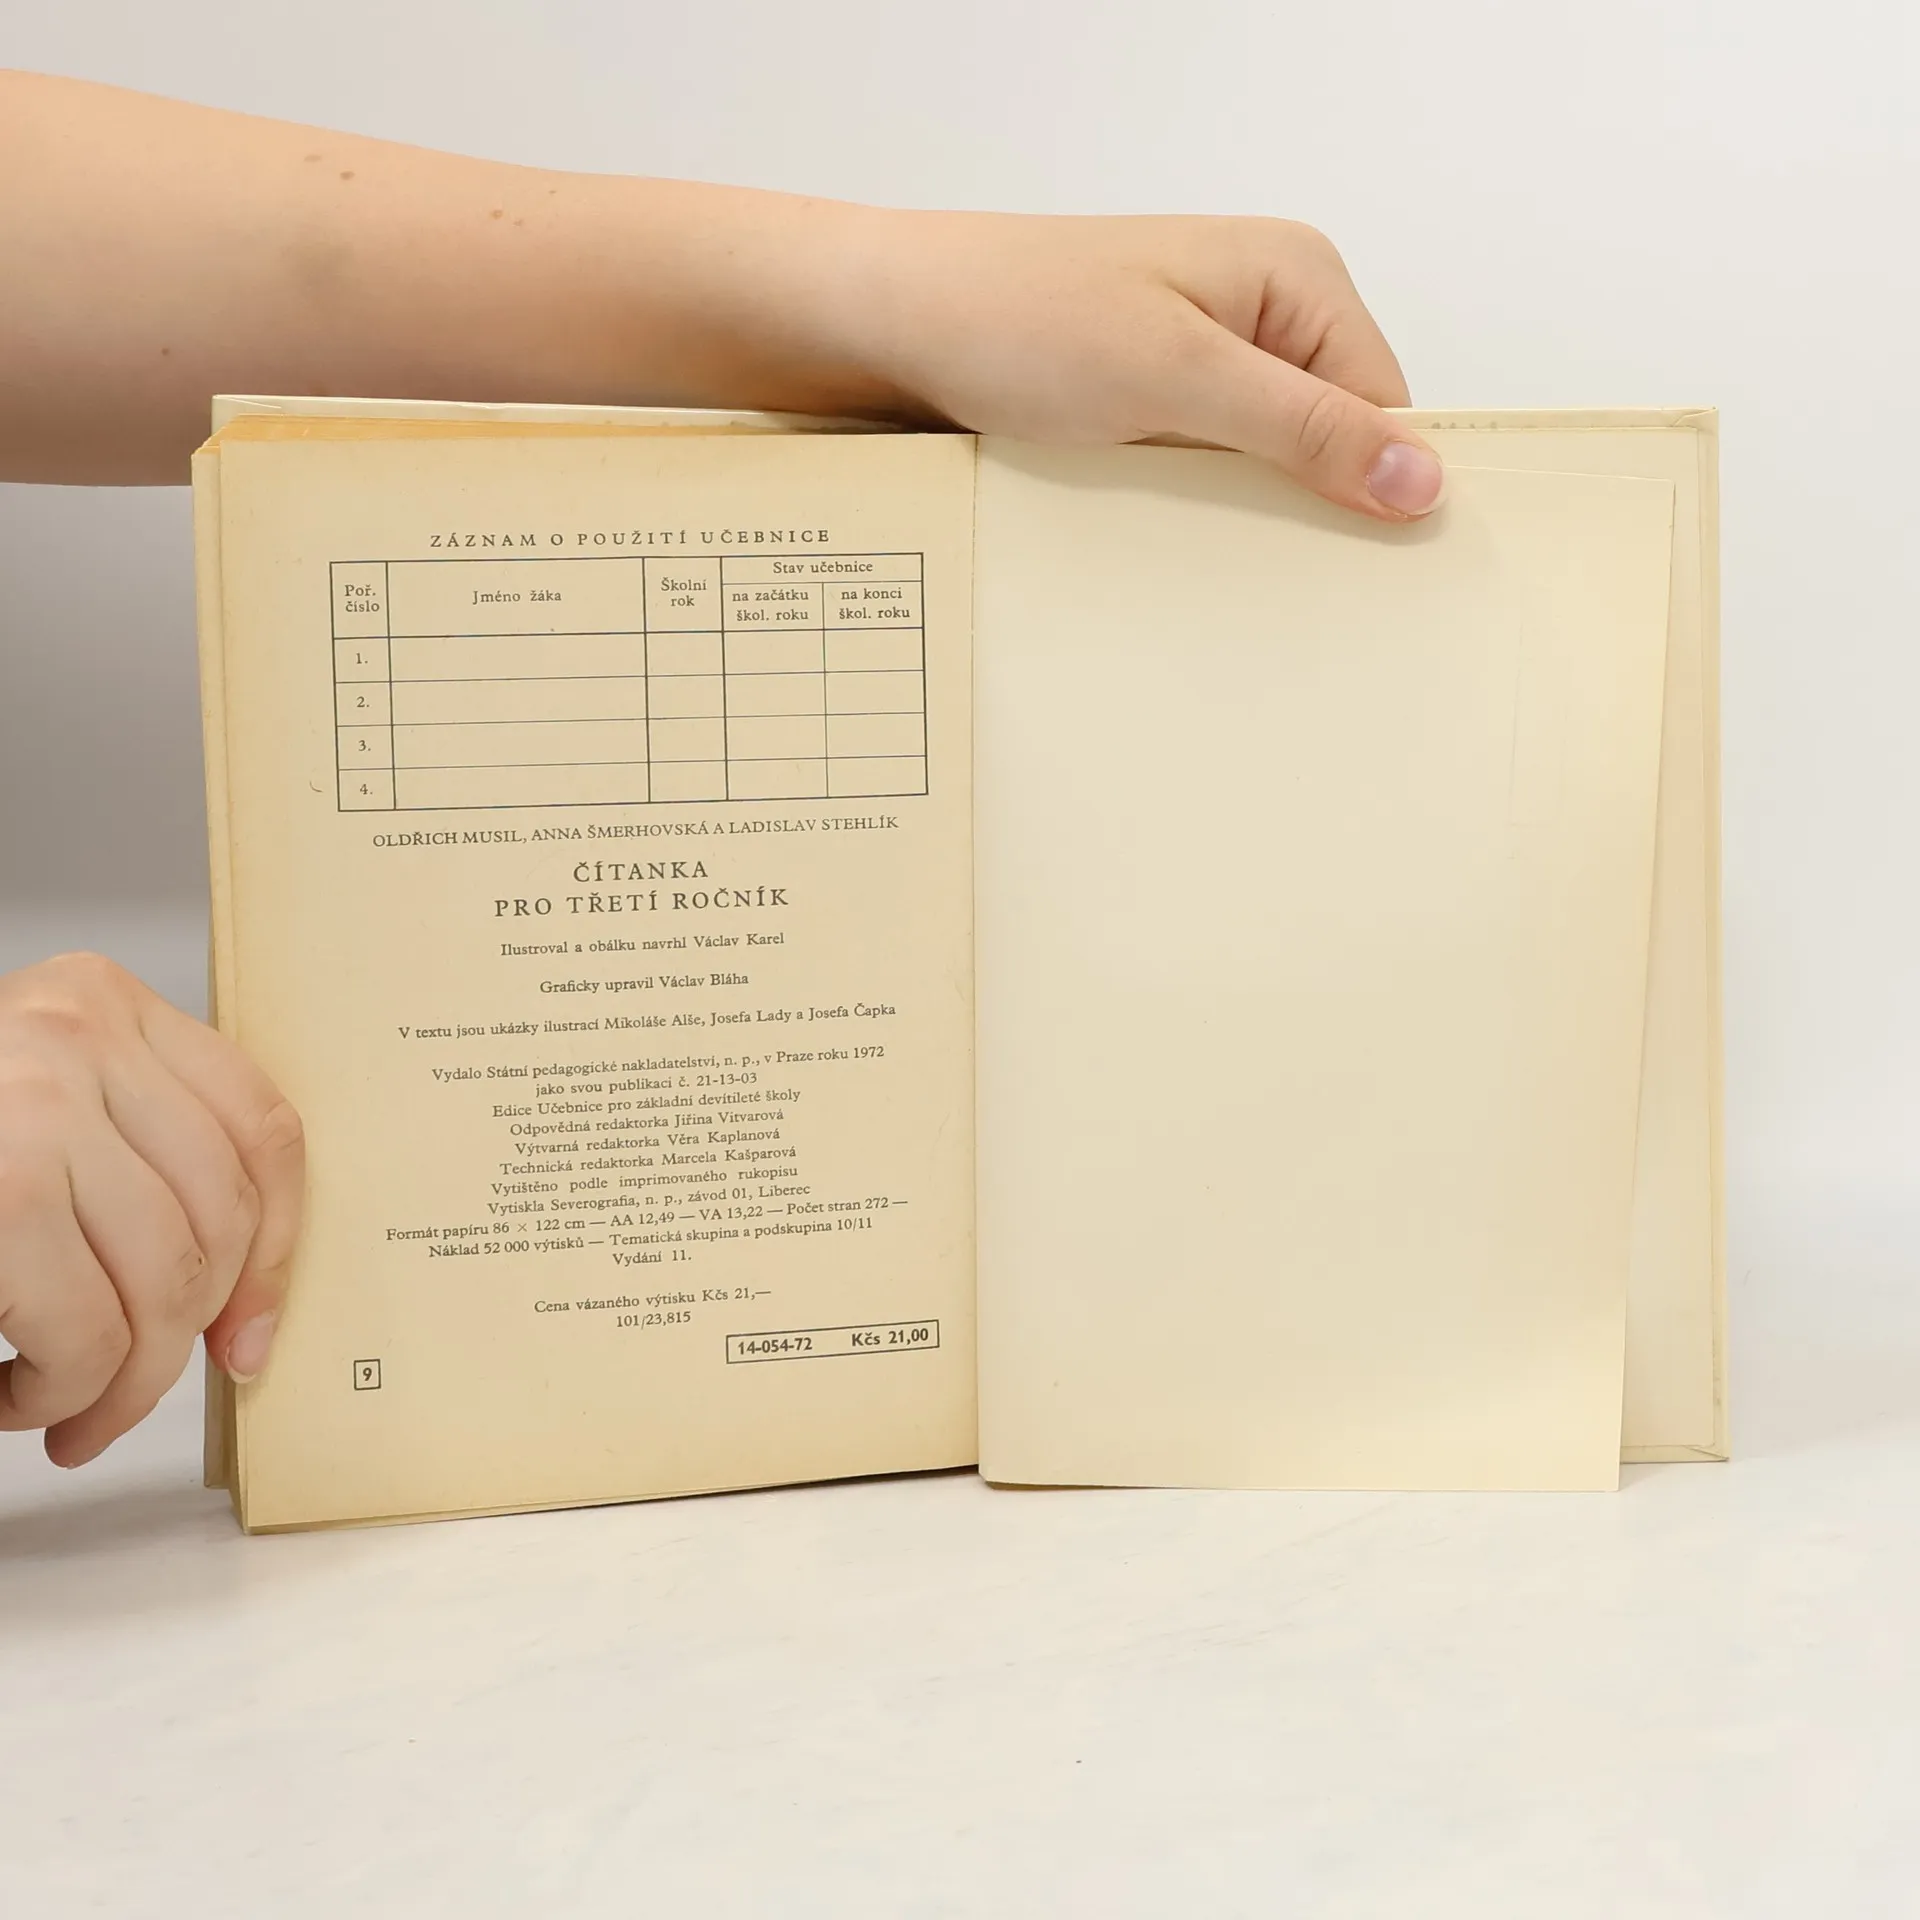 ZÁZNAM O POUŽITÍ UČEBNICE
Poř. číslo
Jméno žáka
Školní rok
Stav učebnice
na začátku škol. roku
na konci škol. roku
1.
2.
3.
4.
OLDŘICH MUSIL, ANNA ŠMERHOVSKÁ A LADISLAV STEHLÍK
ČÍTANKA
PRO TŘETÍ ROČNÍK
Ilustroval a obálku navrhl Václav Karel
Graficky upravil Václav Bláha
V textu jsou ukázky ilustrací Mikoláše Alše, Josefa Lady a Josefa Čapka
Vydalo Státní pedagogické nakladatelství, n. p., v Praze roku 1972
jako svou publikaci č. 21-13-03
Edice Učebnice pro základní devítileté školy
Odpovědná redaktorka Jiřina Vitvarová
Výtvarná redaktorka Věra Kaplanová
Technická redaktorka Marcela Kašparová
Vytištěno podle imprimovaného rukopisu
Vytiskla Severografia, n. p., závod 01, Liberec
Formát papíru 86 × 122 cm — AA 12,49 — VA 13,22 — Počet stran 272 —
Náklad 52 000 výtisků — Tematická skupina a podskupina 10/11
Vydání 11.
Cena vázaného výtisku Kčs 21,—
101/23,815
14-054-72 Kčs 21,00
9